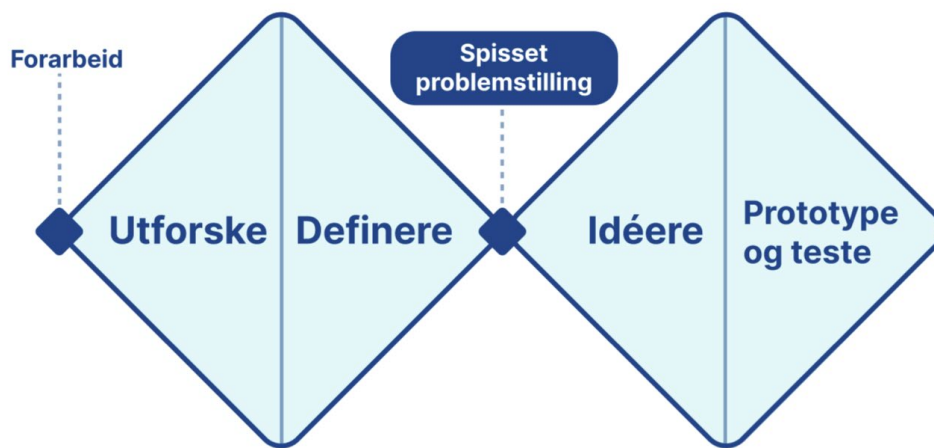 Forarbeid
Spisset
problemstilling
Utforske
Definere
Idéere
Prototype
og teste